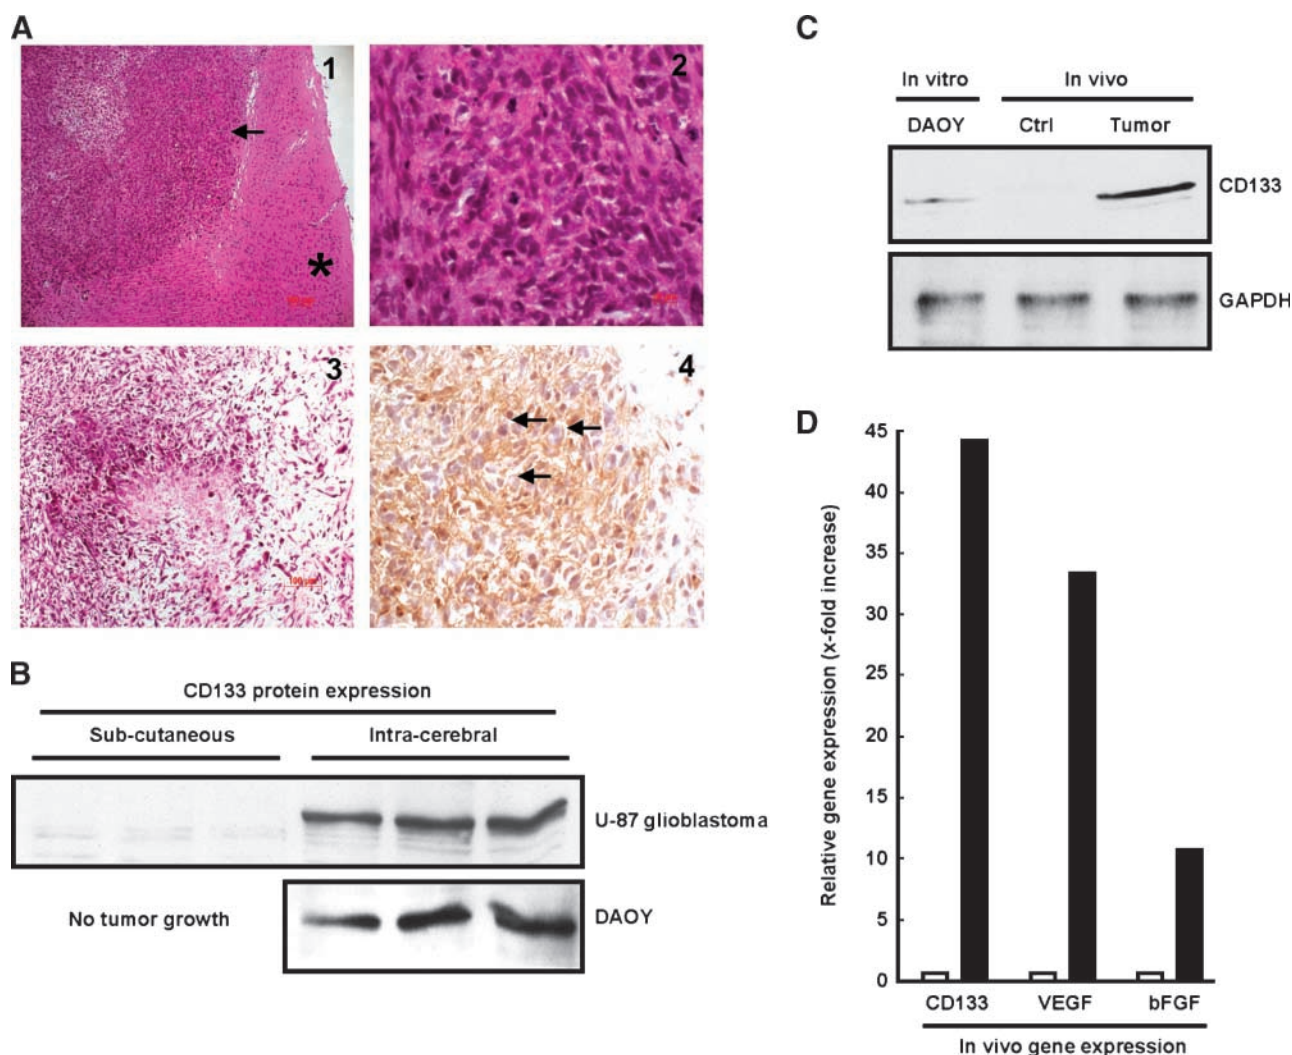 A
1
2
3
100 µm
4
B
CD133 protein expression
Sub-cutaneous
Intra-cerebral
U-87 glioblastoma
No tumor growth
DAOY
C
In vitro
In vivo
DAOY
Ctrl
Tumor
CD133
GAPDH
D
Relative gene expression (x-fold increase)
45
40
35
30
25
20
15
10
5
0
CD133
VEGF
bFGF
In vivo gene expression